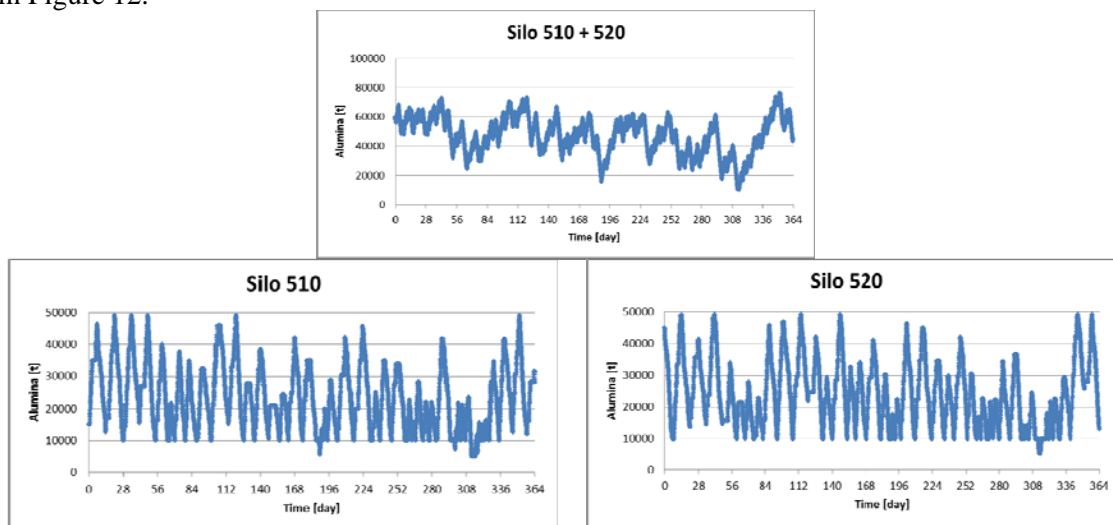 in Figure 12.
Silo 510 + 520
100000
80000
60000
40000
20000
0
Alumina [t]
0 28 56 84 112 140 168 196 224 252 280 308 336 364
Time [day]
Silo 510
50000
40000
30000
20000
10000
0
Alumina [t]
0 28 56 84 112 140 168 196 224 252 280 308 336 364
Time [day]
Silo 520
50000
40000
30000
20000
10000
0
Alumina [t]
0 28 56 84 112 140 168 196 224 252 280 308 336 364
Time [day]